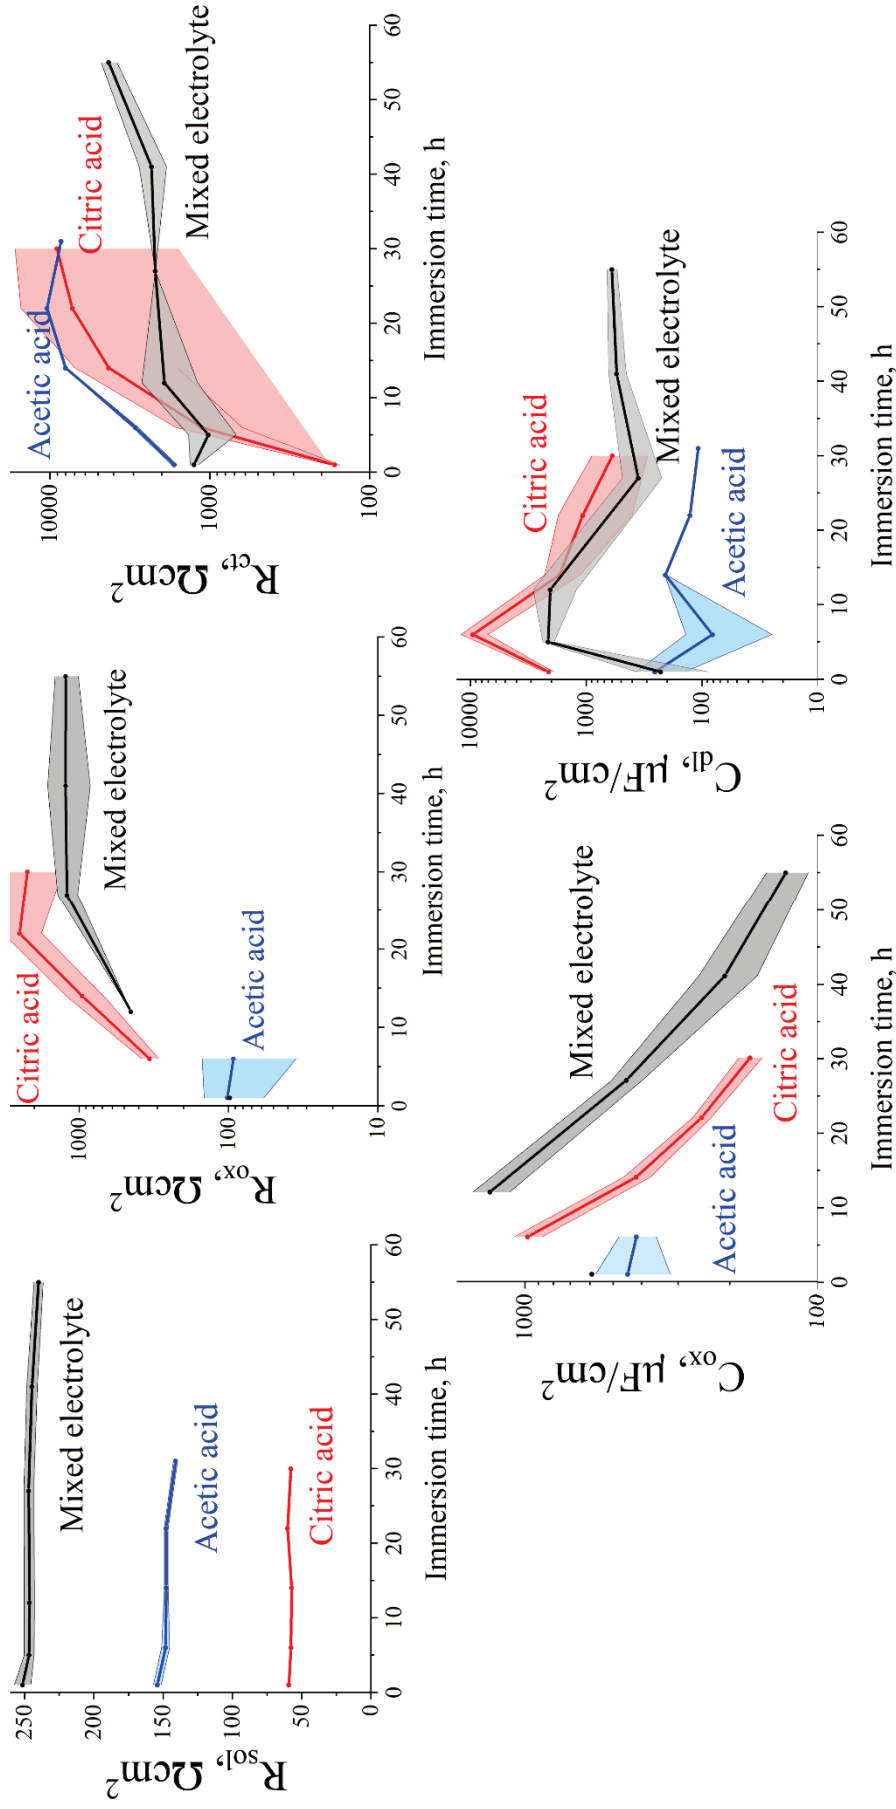 R_sol, Ωcm²
250
200
150
100
50
0
0 10 20 30 40 50 60
Immersion time, h
Mixed electrolyte
Acetic acid
Citric acid
R_ox, Ωcm²
1000
100
10
0 10 20 30 40 50 60
Immersion time, h
Citric acid
Mixed electrolyte
Acetic acid
R_ct, Ωcm²
10000
1000
100
0 10 20 30 40 50 60
Immersion time, h
Acetic acid
Citric acid
Mixed electrolyte
C_ox, μF/cm²
1000
100
0 10 20 30 40 50 60
Immersion time, h
Mixed electrolyte
Acetic acid
Citric acid
C_dl, μF/cm²
10000
1000
100
10
0 10 20 30 40 50 60
Immersion time, h
Citric acid
Mixed electrolyte
Acetic acid